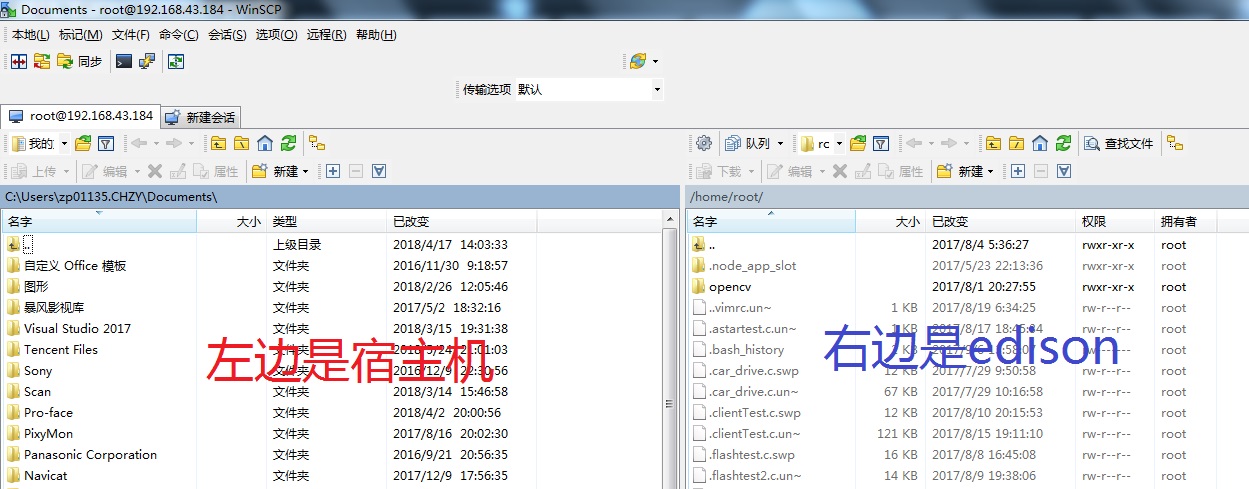 Documents - root@192.168.43.184 - WinSCP
本地(L) 标记(M) 文件(F) 命令(C) 会话(S) 选项(O) 远程(R) 帮助(H)
同步
传输选项 默认
root@192.168.43.184 新建会话
我的 队列 rc 查找文件
上传 编辑 属性 新建 下载 编辑 属性 新建
C:\Users\zp01135.CHZY\Documents\ /home/root/
名字 大小 类型 已改变 名字 大小 已改变 权限 拥有者
.. 上级目录 2018/4/17 14:03:33 .. 2017/8/4 5:36:27 rwxr-xr-x root
自定义 Office 模板 文件夹 2016/11/30 9:18:57 .node_app_slot 2017/5/23 22:13:36 rwxr-xr-x root
图形 文件夹 2018/2/26 12:05:46 opencv 2017/8/1 20:27:55 rwxr-xr-x root
暴风影视库 文件夹 2017/5/2 18:32:16 ..vimrc.un~ 1 KB 2017/8/19 6:34:25 rw-r--r-- root
Visual Studio 2017 文件夹 2018/3/15 19:31:38 .astartest.c.un~ 1 KB 2017/8/17 rw-r--r-- root
Tencent Files 文件夹 .bash_history rw-r--r-- root
Sony 文件夹 2016/12/9 .car_drive.c.swp 12 KB 2017/7/29 9:50:58 rw-r--r-- root
Scan 文件夹 2018/3/14 15:46:58 .car_drive.c.un~ 67 KB 2017/7/29 10:16:58 rw-r--r-- root
Pro-face 文件夹 2018/4/2 20:00:56 .clientTest.c.swp 12 KB 2017/8/10 20:15:53 rw-r--r-- root
PixyMon 文件夹 2017/8/16 20:02:30 .clientTest.c.un~ 121 KB 2017/8/15 19:11:10 rw-r--r-- root
Panasonic Corporation 文件夹 2016/9/21 20:56:35 .flashtest.c.swp 16 KB 2017/8/8 16:45:08 rw-r--r-- root
Navicat 文件夹 2017/12/9 17:56:35 .flashtest2.c.un~ 14 KB 2017/8/9 19:38:06 rw-r--r-- root
左边是宿主机
右边是edison